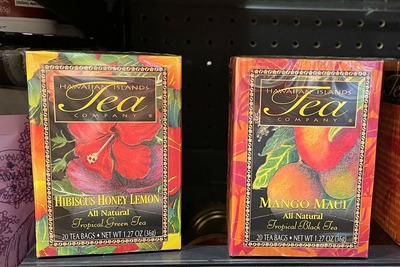 HAWAIIAN ISLANDS
Tea
COMPANY ®
HIBISCUS HONEY LEMON
All Natural
Tropical Green Tea
20 TEA BAGS • NET WT 1.27 OZ (36g)
HAWAIIAN ISLANDS
Tea
COMPANY ®
MANGO MAUI
All Natural
Tropical Black Tea
20 TEA BAGS • NET WT 1.27 OZ (36g)